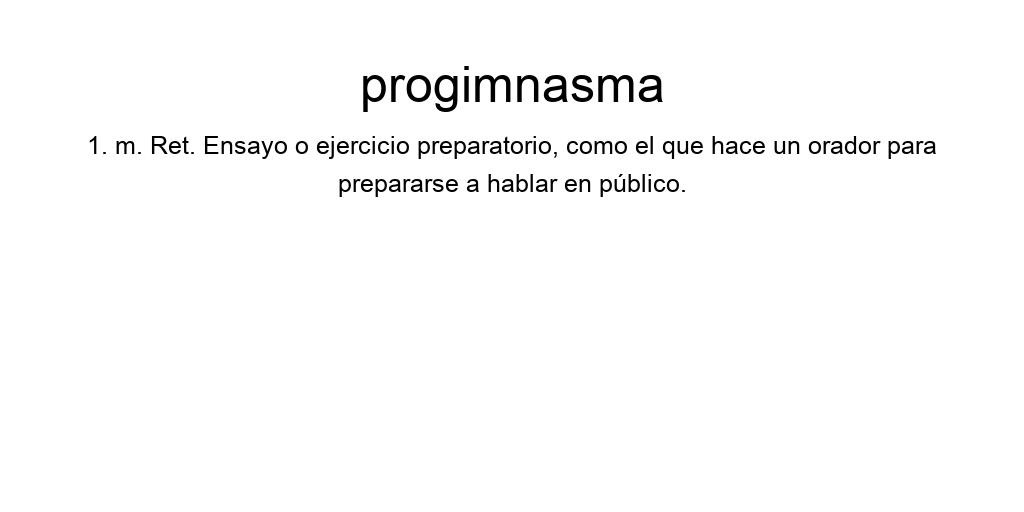 progimnasma
1. m. Ret. Ensayo o ejercicio preparatorio, como el que hace un orador para
prepararse a hablar en público.